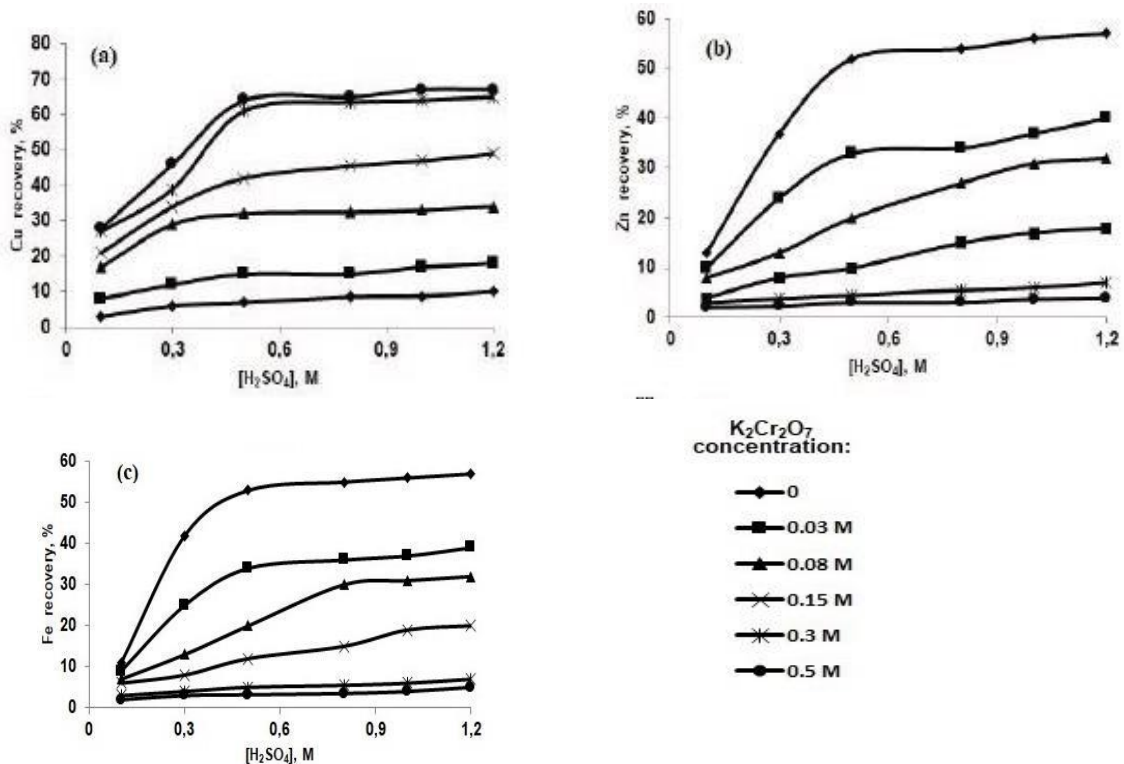 (a)
Cu recovery, %
80
70
60
50
40
30
20
10
0
0 0,3 0,6 0,9 1,2
[H₂SO₄], M
(b)
Zn recovery, %
60
50
40
30
20
10
0
0 0,3 0,6 0,9 1,2
[H₂SO₄], M
(c)
Fe recovery, %
60
50
40
30
20
10
0
0 0,3 0,6 0,9 1,2
[H₂SO₄], M
K₂Cr₂O₇
concentration:
0
0.03 M
0.08 M
0.15 M
0.3 M
0.5 M